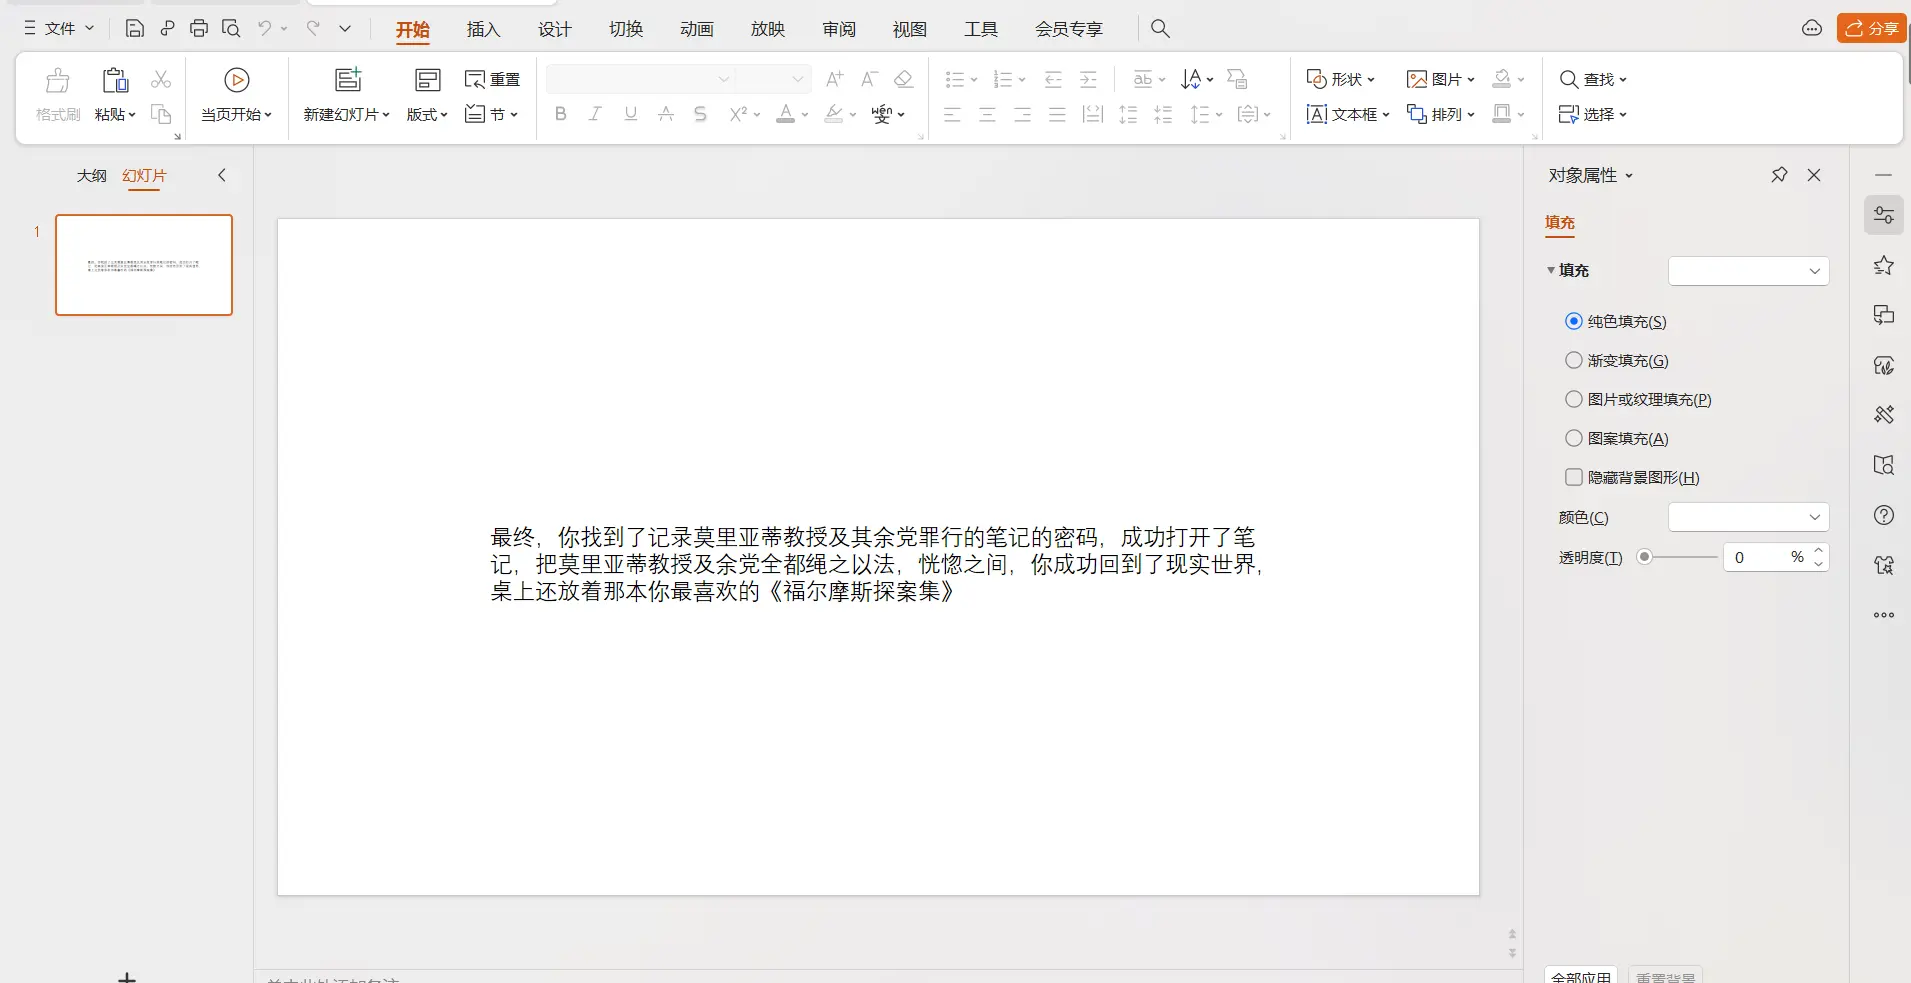 文件
开始
插入
设计
切换
动画
放映
审阅
视图
工具
会员专享
分享
格式刷
粘贴
当页开始
新建幻灯片
版式
重置
节
形状
图片
查找
文本框
排列
选择
大纲
幻灯片
1
最终，你找到了记录莫里亚蒂教授及其余党罪行的笔记的密码，成功打开了笔
记，把莫里亚蒂教授及余党全都绳之以法，恍惚之间，你成功回到了现实世界，
桌上还放着那本你最喜欢的《福尔摩斯探案集》
对象属性
填充
填充
纯色填充(S)
渐变填充(G)
图片或纹理填充(P)
图案填充(A)
隐藏背景图形(H)
颜色(C)
透明度(T)
0 %
全部应用
重置背景